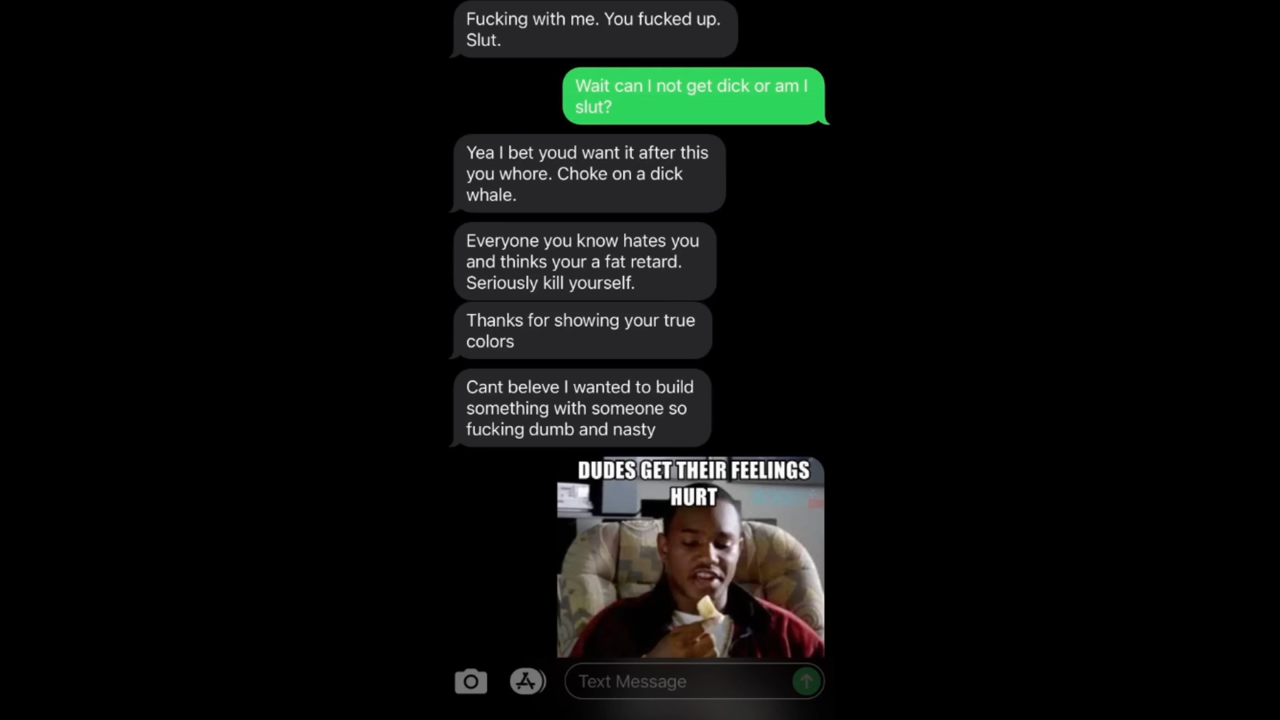 Fucking with me. You fucked up.
Slut.
Wait can I not get dick or am I
slut?
Yea I bet youd want it after this
you whore. Choke on a dick
whale.
Everyone you know hates you
and thinks your a fat retard.
Seriously kill yourself.
Thanks for showing your true
colors
Cant beleve I wanted to build
something with someone so
fucking dumb and nasty
DUDES GET THEIR FEELINGS
HURT
Text Message